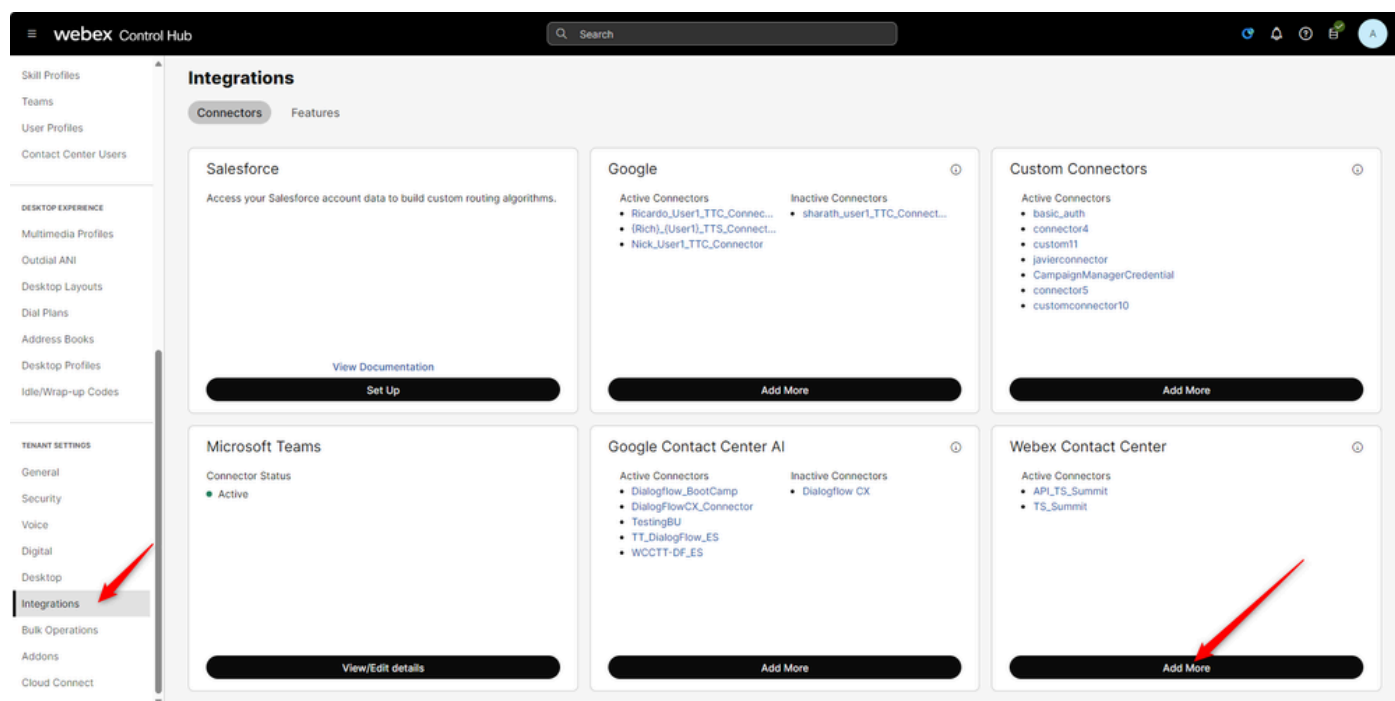 webex Control Hub
Search
A
Skill Profiles
Teams
User Profiles
Contact Center Users
DESKTOP EXPERIENCE
Multimedia Profiles
Outdial ANI
Desktop Layouts
Dial Plans
Address Books
Desktop Profiles
Idle/Wrap-up Codes
TENANT SETTINGS
General
Security
Voice
Digital
Desktop
Integrations
Bulk Operations
Addons
Cloud Connect
Integrations
Connectors
Features
Salesforce
Access your Salesforce account data to build custom routing algorithms.
View Documentation
Set Up
Google
Active Connectors
Ricardo_User1_TTC_Connec...
{Rich}_{User1}_TTS_Connect...
Nick_User1_TTC_Connector
Inactive Connectors
sharath_user1_TTC_Connect...
Add More
Custom Connectors
Active Connectors
basic_auth
connector4
custom11
javierconnector
CampaignManagerCredential
connector5
customconnector10
Add More
Microsoft Teams
Connector Status
Active
View/Edit details
Google Contact Center AI
Active Connectors
Dialogflow_BootCamp
DialogFlowCX_Connector
TestingBU
TT_DialogFlow_ES
WCCTT-DF_ES
Inactive Connectors
Dialogflow CX
Add More
Webex Contact Center
Active Connectors
API_TS_Summit
TS_Summit
Add More